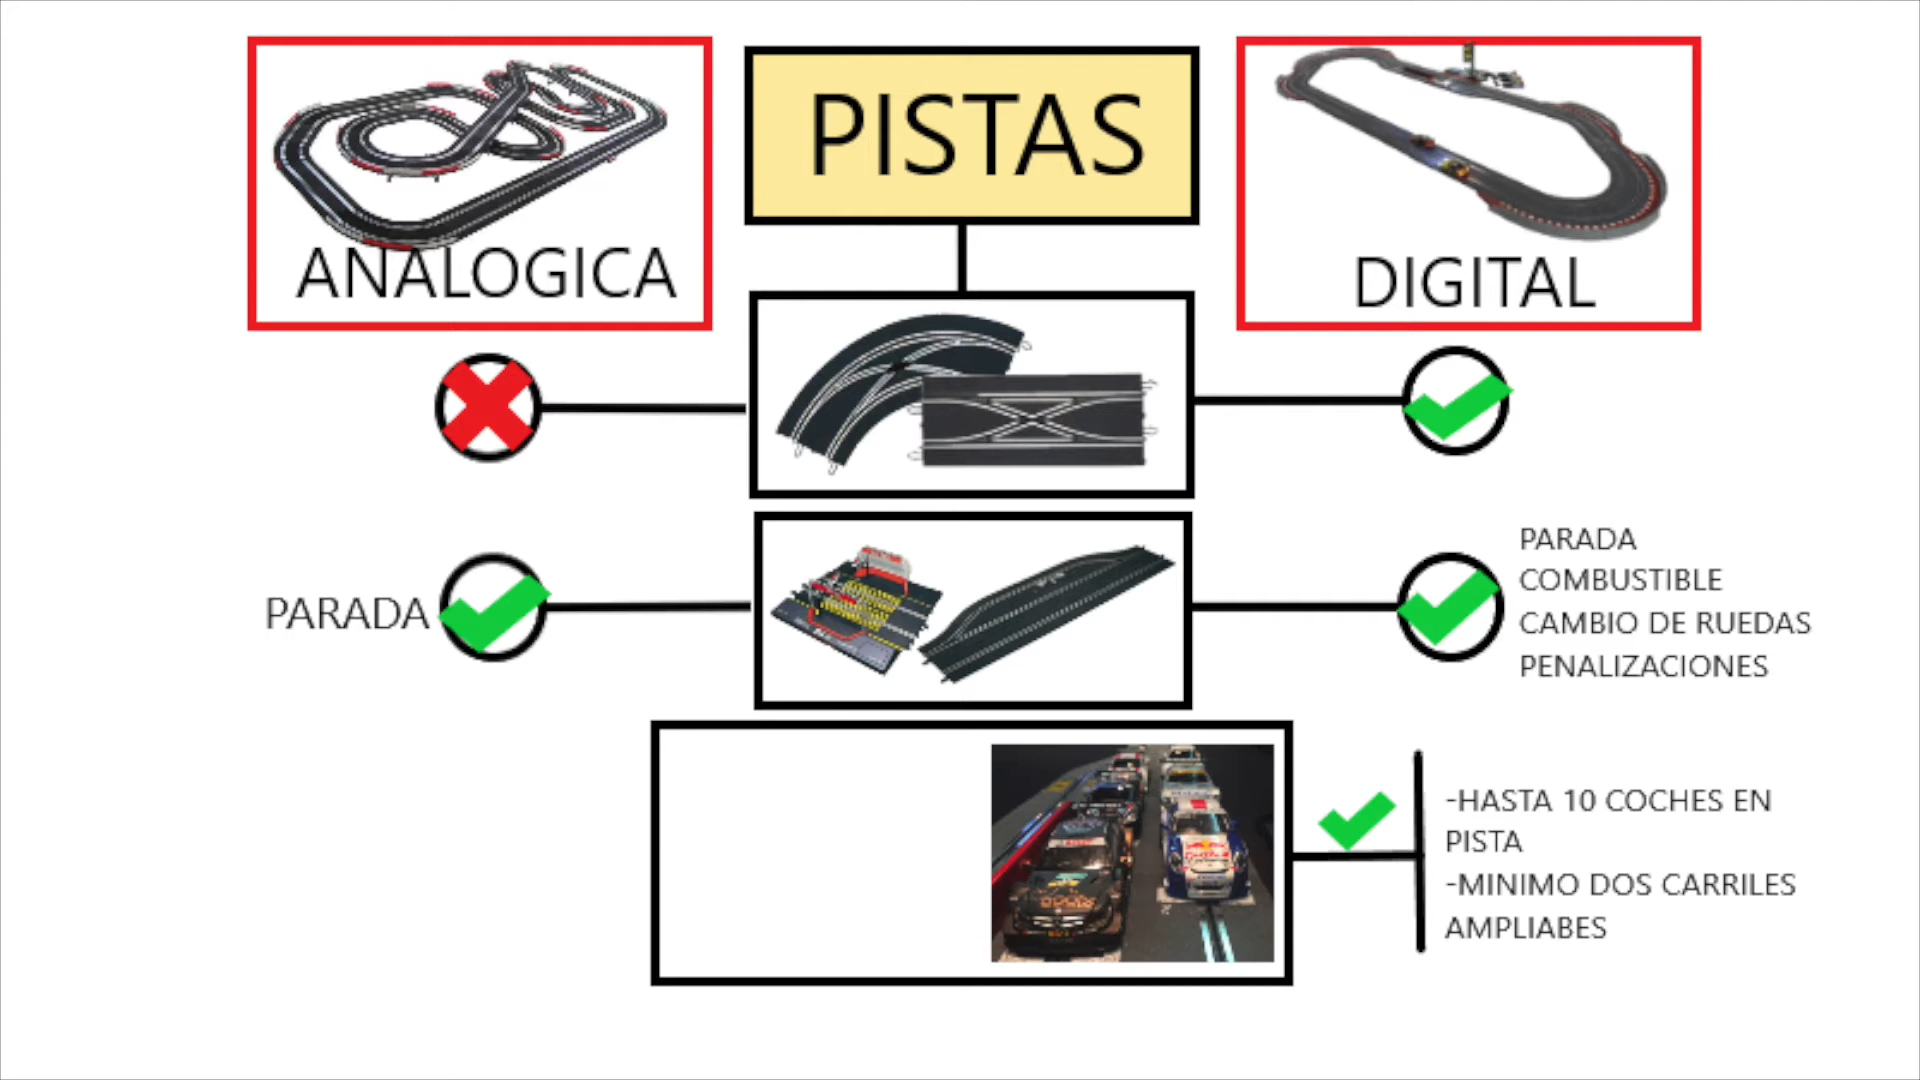 PISTAS
ANALOGICA
DIGITAL
PARADA
PARADA
COMBUSTIBLE
CAMBIO DE RUEDAS
PENALIZACIONES
-HASTA 10 COCHES EN
PISTA
-MINIMO DOS CARRILES
AMPLIABES